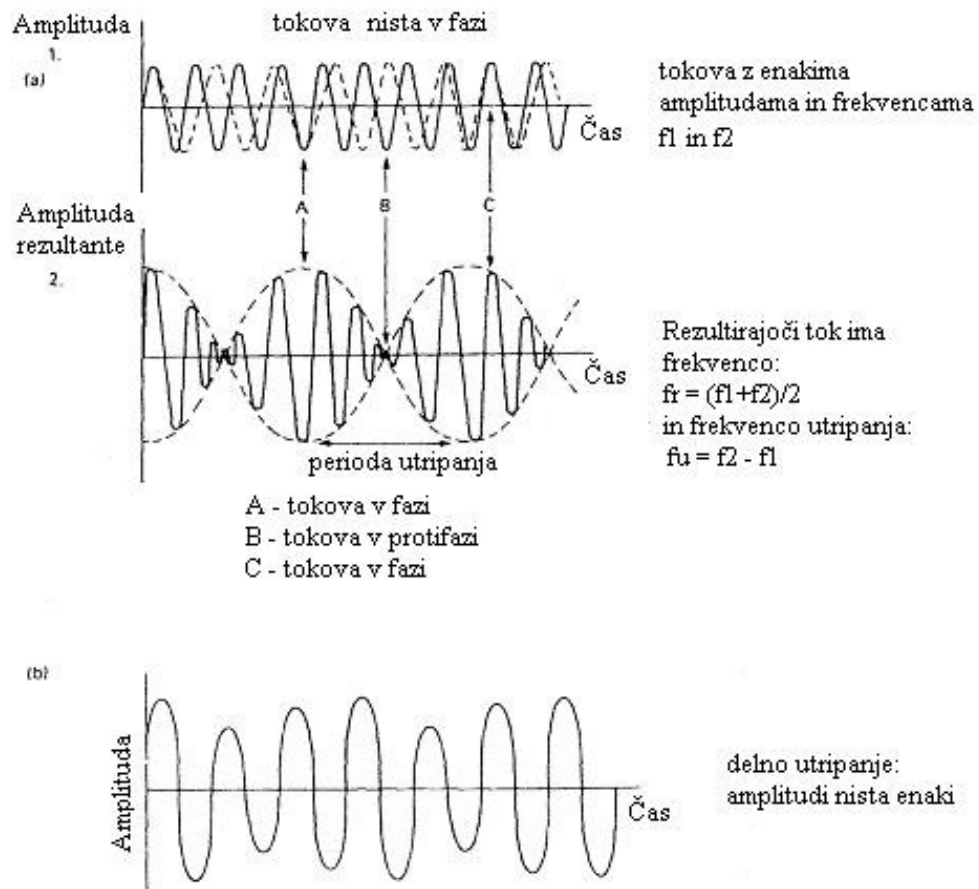 Amplituda
tokova nista v fazi
1.
(a)
tokova z enakima
amplitudama in frekvencama
f1 in f2
Čas
A
B
C
Amplituda
rezultante
2.
Čas
Rezultirajoči tok ima
frekvenco:
fr = (f1+f2)/2
in frekvenco utripanja:
fu = f2 - f1
perioda utripanja
A - tokova v fazi
B - tokova v protifazi
C - tokova v fazi
(b)
Amplituda
Čas
delno utripanje:
amplitudi nista enaki